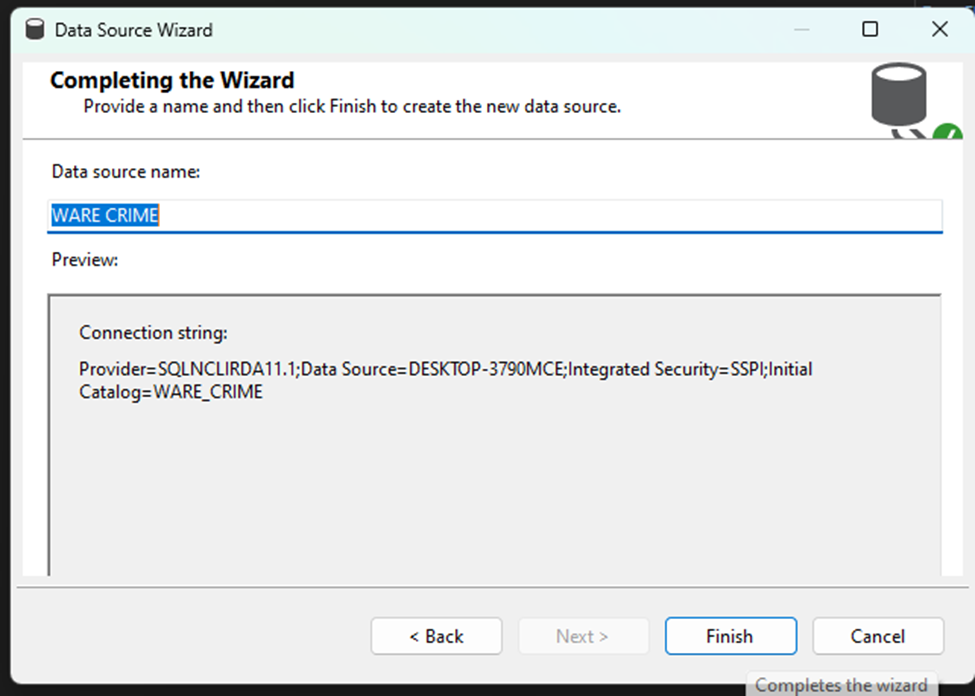 Data Source Wizard
Completing the Wizard
Provide a name and then click Finish to create the new data source.
Data source name:
WARE CRIME
Preview:
Connection string:
Provider=SQLNCLIRDA11.1;Data Source=DESKTOP-3790MCE;Integrated Security=SSPI;Initial
Catalog=WARE_CRIME
< Back
Next >
Finish
Cancel
Completes the wizard